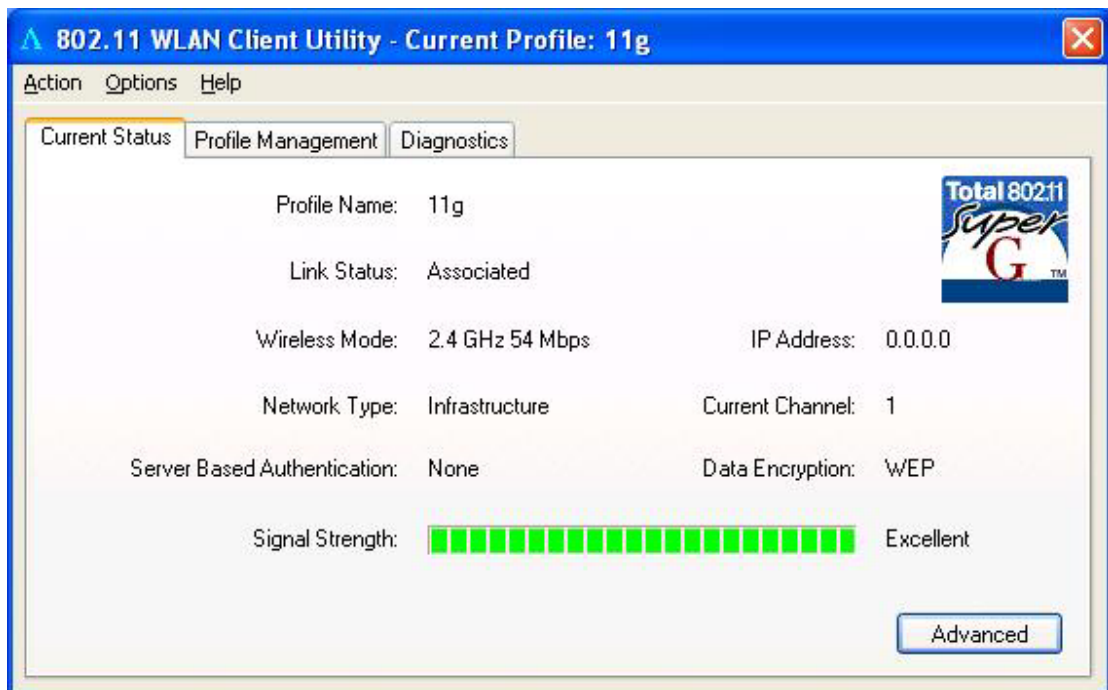 802.11 WLAN Client Utility - Current Profile: 11g
Action Options Help
Current Status Profile Management Diagnostics
Total 802.11
Super
G TM
Profile Name: 11g
Link Status: Associated
Wireless Mode: 2.4 GHz 54 Mbps IP Address: 0.0.0.0
Network Type: Infrastructure Current Channel: 1
Server Based Authentication: None Data Encryption: WEP
Signal Strength: Excellent
Advanced